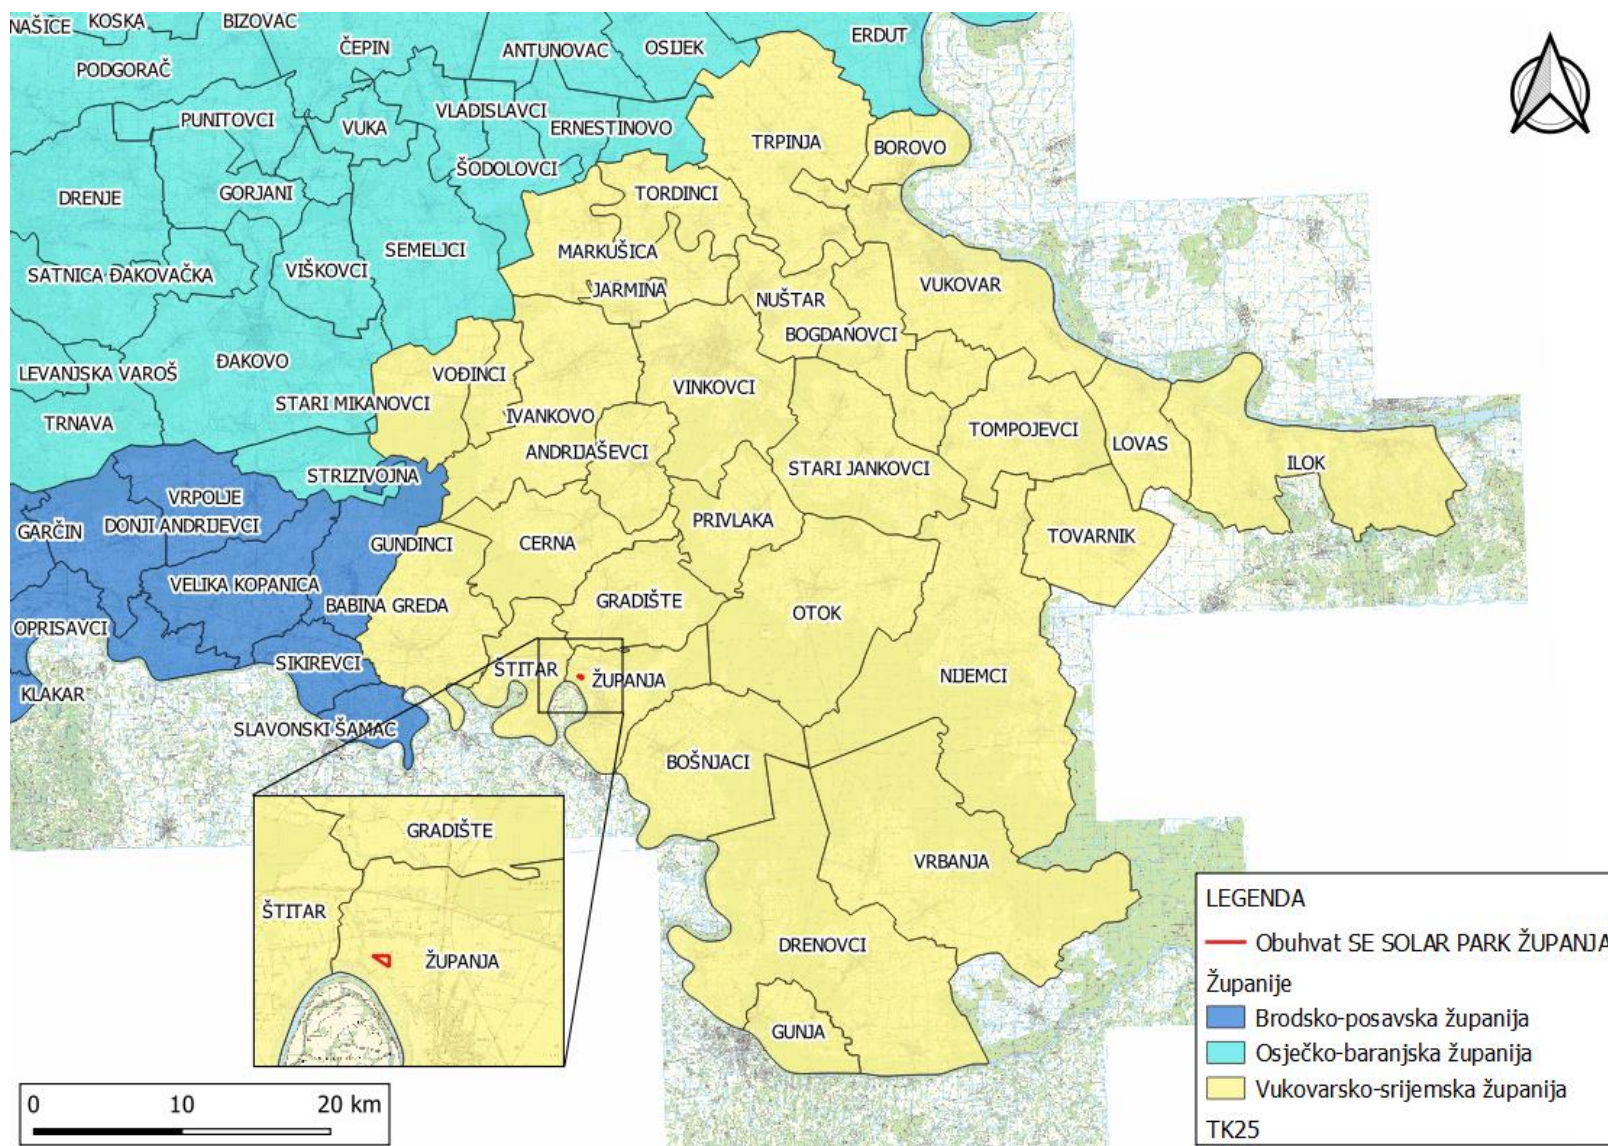 NAŠICE
KOSKA
BIZOVAC
ČEPIN
ANTUNOVAC
OSIJEK
ERDUT
PODGORAČ
PUNITOVCI
VUKA
VLADISLAVCI
ERNESTINOVO
TRPINJA
BOROVO
ŠODOLOVCI
DRENJE
GORJANI
TORDINCI
SEMELJCI
MARKUŠICA
SATNICA ĐAKOVAČKA
VIŠKOVCI
JARMINA
NUŠTAR
VUKOVAR
BOGDANOVCI
ĐAKOVO
LEVANJSKA VAROŠ
VOĐINCI
VINKOVCI
STARI MIKANOVCI
TRNAVA
IVANKOVO
TOMPOJEVCI
LOVAS
ANDRIJAŠEVCI
STARI JANKOVCI
ILOK
STRIZIVOJNA
VRPOLJE
GARČIN
DONJI ANDRIJEVCI
PRIVLAKA
TOVARNIK
GUNDINCI
CERNA
VELIKA KOPANICA
BABINA GREDA
GRADIŠTE
OTOK
OPRISAVCI
SIKIREVCI
ŠTITAR
ŽUPANJA
NIJEMCI
KLAKAR
SLAVONSKI ŠAMAC
BOŠNJACI
GRADIŠTE
VRBANJA
ŠTITAR
ŽUPANJA
DRENOVCI
GUNJA
LEGENDA
Obuhvat SE SOLAR PARK ŽUPANJA
Županije
Brodsko-posavska županija
Osječko-baranjska županija
Vukovarsko-srijemska županija
TK25
0 10 20 km